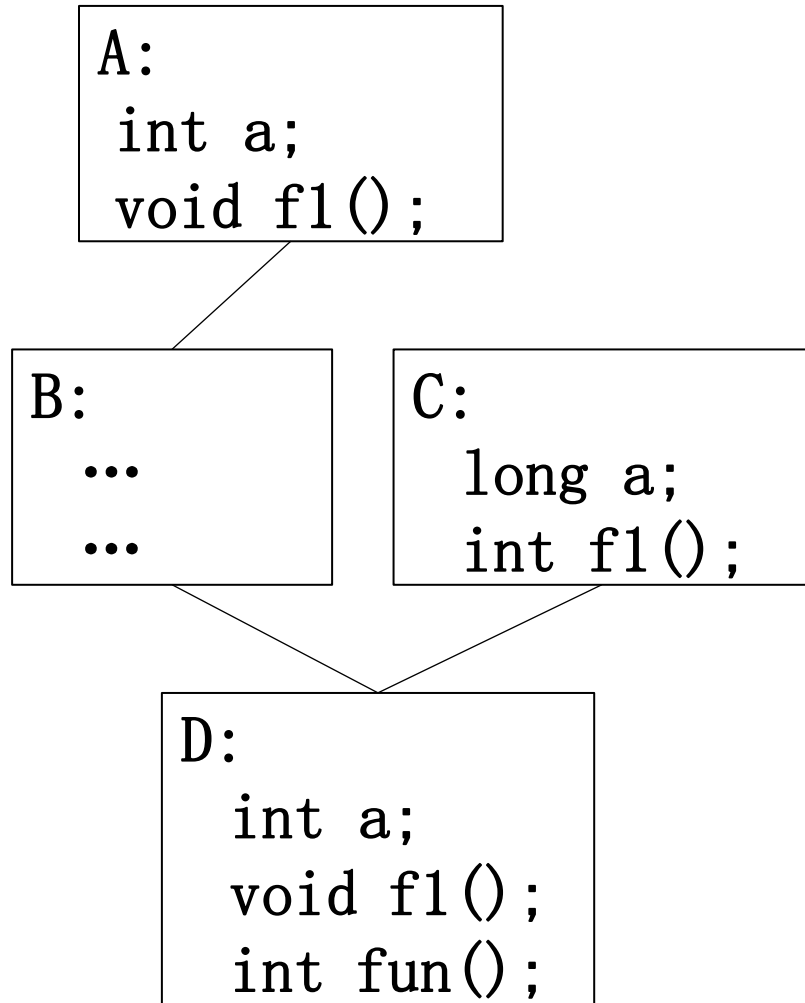 A:
int a;
void f1();
B:
…
…
C:
long a;
int f1();
D:
int a;
void f1();
int fun();